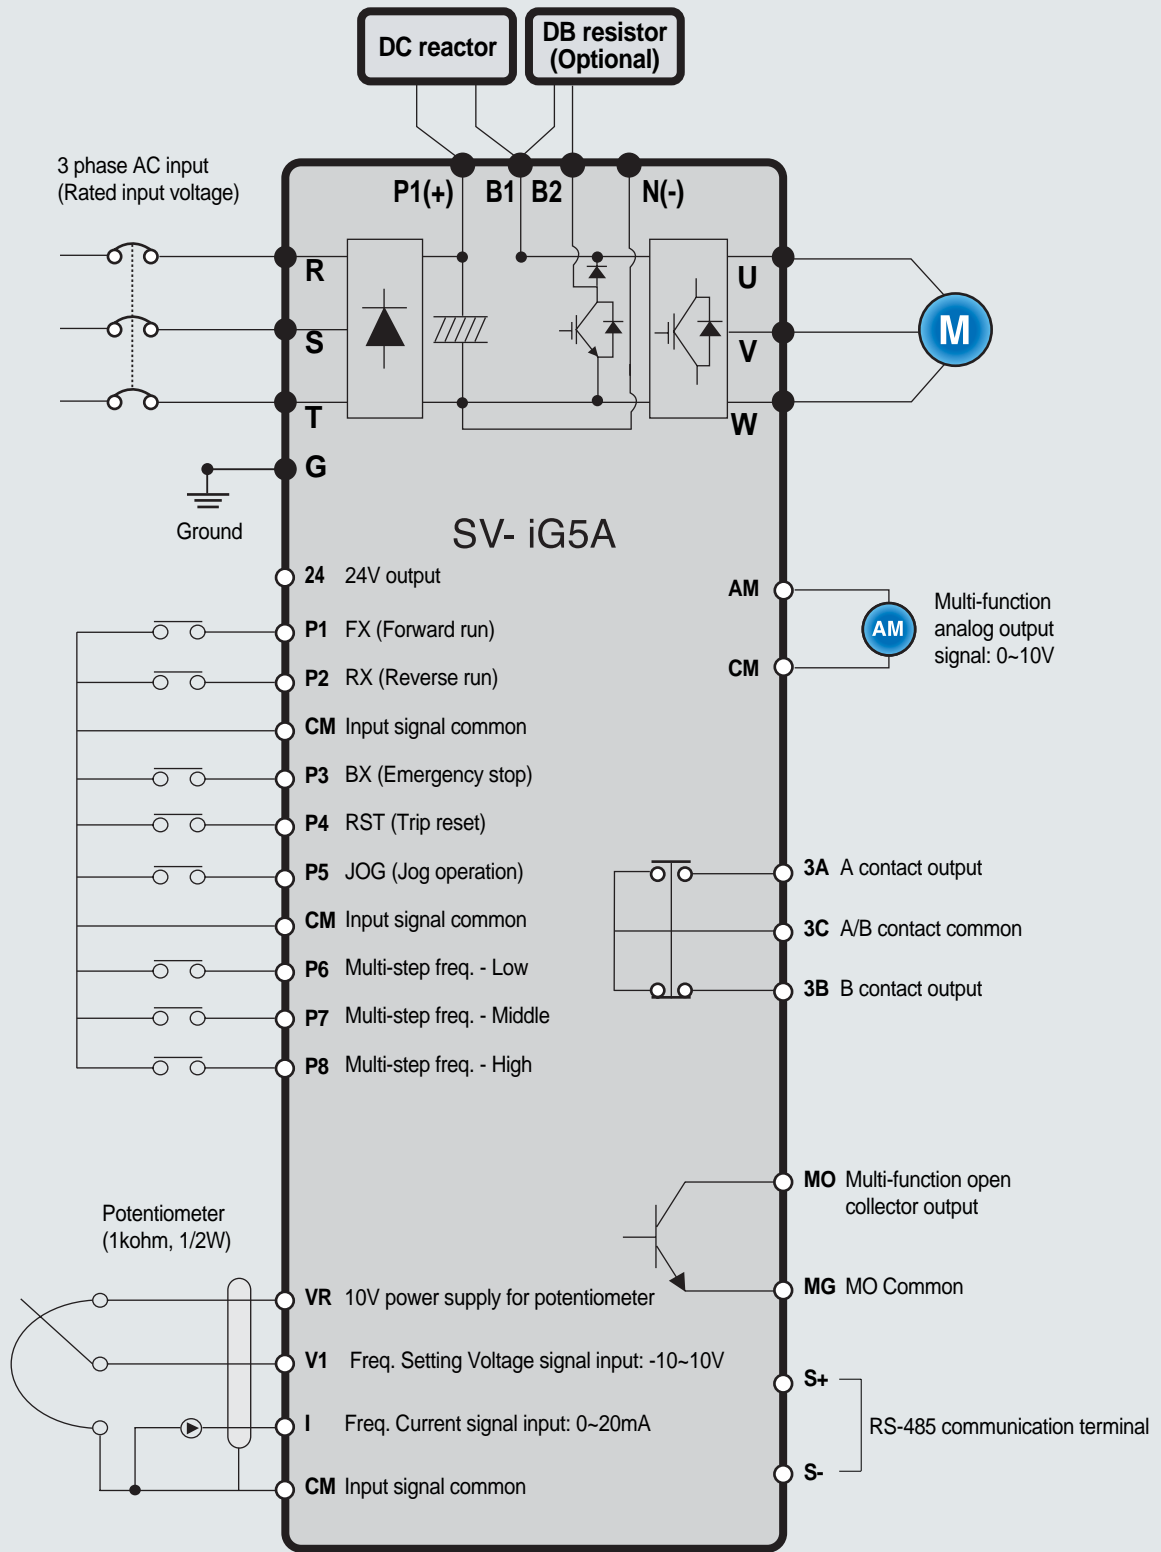 DC reactor
DB resistor
(Optional)
3 phase AC input
(Rated input voltage)
P1(+)
B1
B2
N(-)
R
S
T
G
U
V
W
M
Ground
SV- iG5A
24 24V output
P1 FX (Forward run)
P2 RX (Reverse run)
CM Input signal common
P3 BX (Emergency stop)
P4 RST (Trip reset)
P5 JOG (Jog operation)
CM Input signal common
P6 Multi-step freq. - Low
P7 Multi-step freq. - Middle
P8 Multi-step freq. - High
AM
AM
CM
Multi-function
analog output
signal: 0~10V
3A A contact output
3C A/B contact common
3B B contact output
MO Multi-function open
collector output
MG MO Common
Potentiometer
(1kohm, 1/2W)
VR 10V power supply for potentiometer
V1 Freq. Setting Voltage signal input: -10~10V
I Freq. Current signal input: 0~20mA
CM Input signal common
S+
RS-485 communication terminal
S-